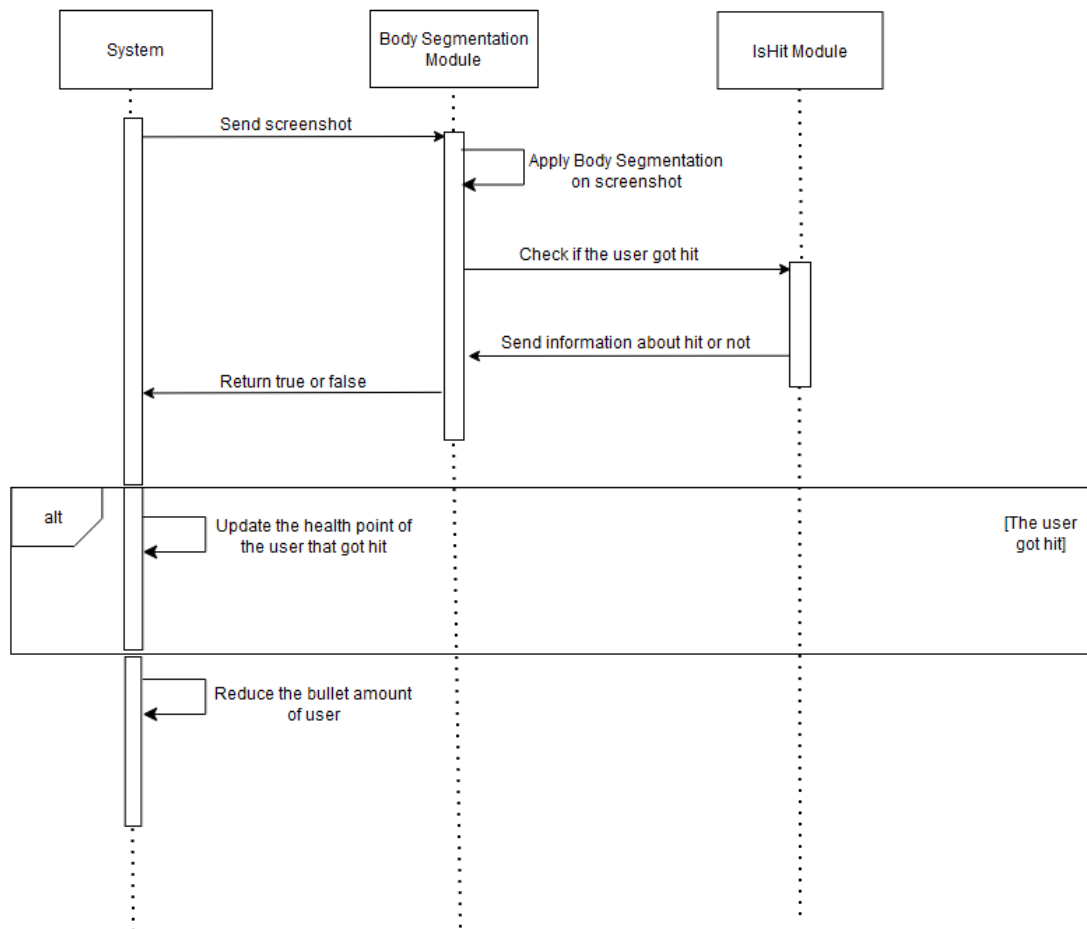 System
Body Segmentation
Module
IsHit Module
Send screenshot
Apply Body Segmentation
on screenshot
Check if the user got hit
Send information about hit or not
Return true or false
alt
Update the health point of
the user that got hit
[The user
got hit]
Reduce the bullet amount
of user